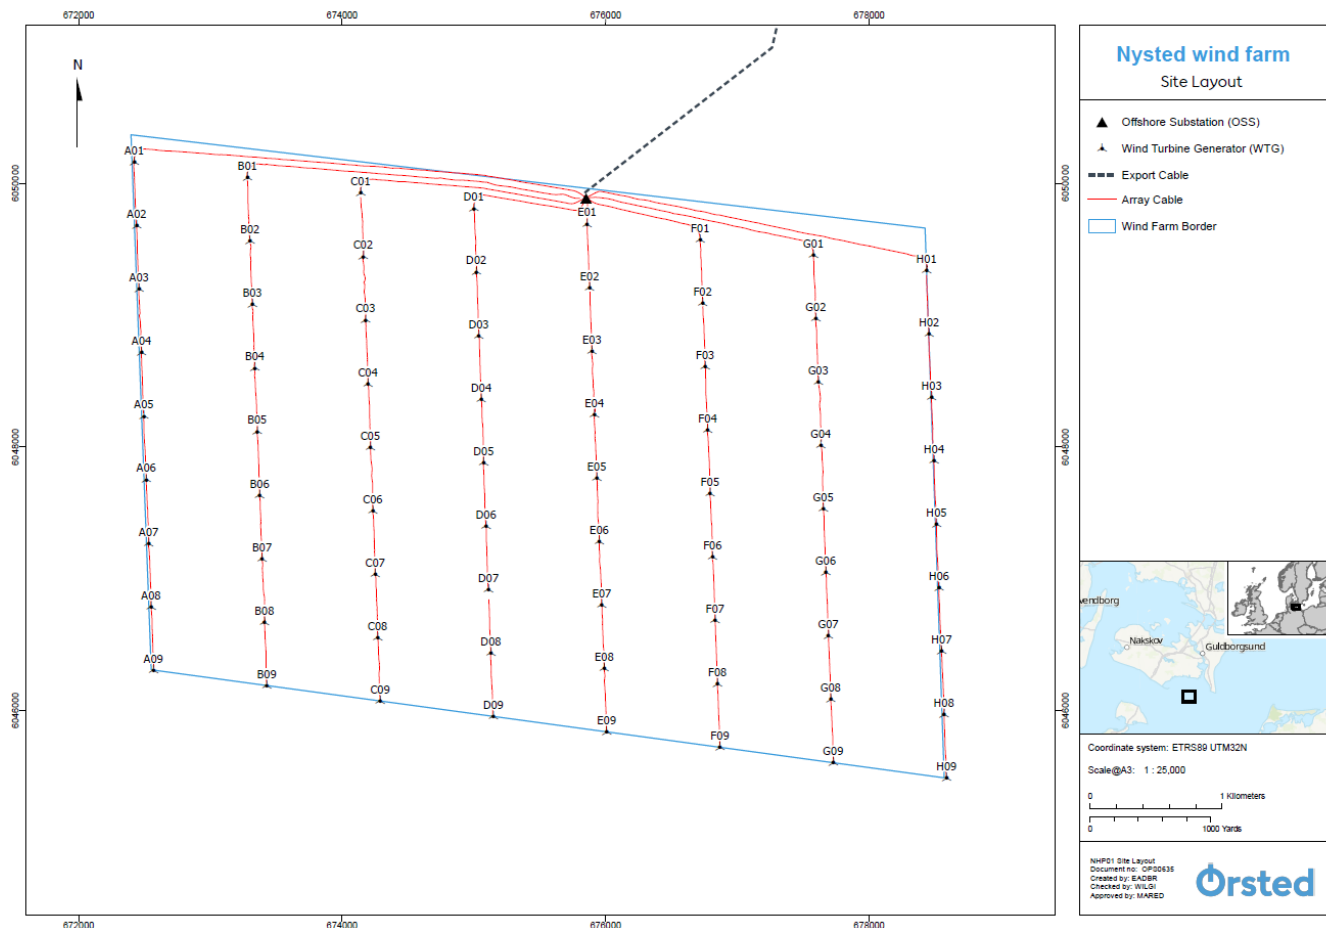 672000 674000 676000 678000
N
6050000 6050000
6048000 6048000
6046000 6046000
A01 B01 C01 D01 E01 F01 G01 H01
A02 B02 C02 D02 E02 F02 G02 H02
A03 B03 C03 D03 E03 F03 G03 H03
A04 B04 C04 D04 E04 F04 G04 H04
A05 B05 C05 D05 E05 F05 G05 H05
A06 B06 C06 D06 E06 F06 G06 H06
A07 B07 C07 D07 E07 F07 G07 H07
A08 B08 C08 D08 E08 F08 G08 H08
A09 B09 C09 D09 E09 F09 G09 H09
672000 674000 676000 678000
Nysted wind farm
Site Layout
Offshore Substation (OSS)
Wind Turbine Generator (WTG)
Export Cable
Array Cable
Wind Farm Border
vendborg
Nakskov
Guldborgsund
Coordinate system: ETRS89 UTM32N
Scale@A3: 1 : 25,000
0 1 Kilometers
0 1000 Yards
NHP01 Site Layout
Document no: OP00635
Created by: EADBR
Checked by: WILGI
Approved by: MARED
Ørsted